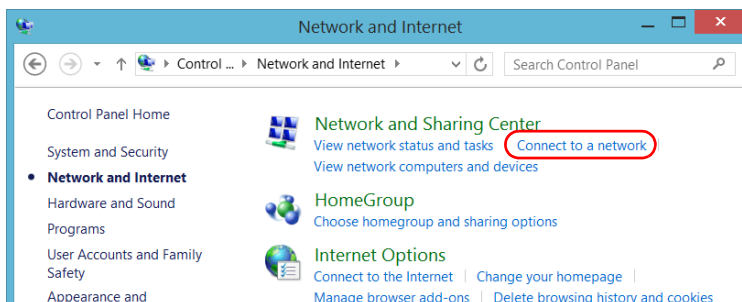 Network and Internet
Control ... Network and Internet
Search Control Panel
Control Panel Home
System and Security
Network and Internet
Hardware and Sound
Programs
User Accounts and Family
Safety
Appearance and
Network and Sharing Center
View network status and tasks Connect to a network
View network computers and devices
HomeGroup
Choose homegroup and sharing options
Internet Options
Connect to the Internet Change your homepage
Manage browser add-ons Delete browsing history and cookies